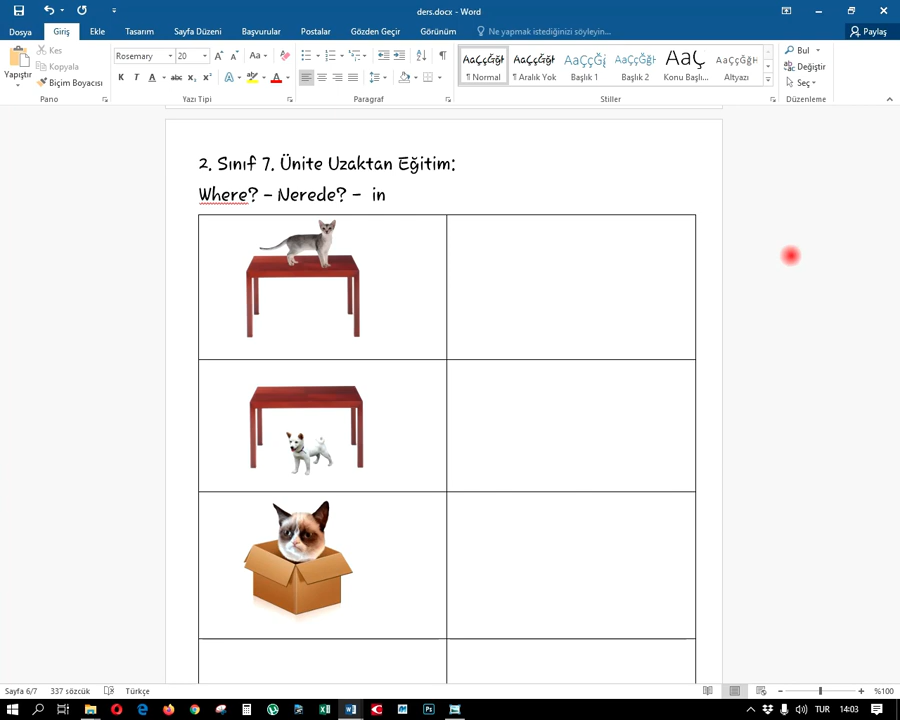 ders.docx - Word
Dosya Giriş Ekle Tasarım Sayfa Düzeni Başvurular Postalar Gözden Geçir Görünüm Ne yapmak istediğinizi söyleyin... Paylaş
Yapıştır
Kes
Kopyala
Biçim Boyacısı
Pano
Rosemary 20
Yazı Tipi
Paragraf
¶ Normal
¶ Aralık Yok
Başlık 1
Başlık 2
Konu Başlı...
Altyazı
Stiller
Bul
Değiştir
Seç
Düzenleme
2. Sınıf 7. Ünite Uzaktan Eğitim:
Where? – Nerede? – in
Sayfa 6/7 337 sözcük Türkçe %100
TUR 14:03